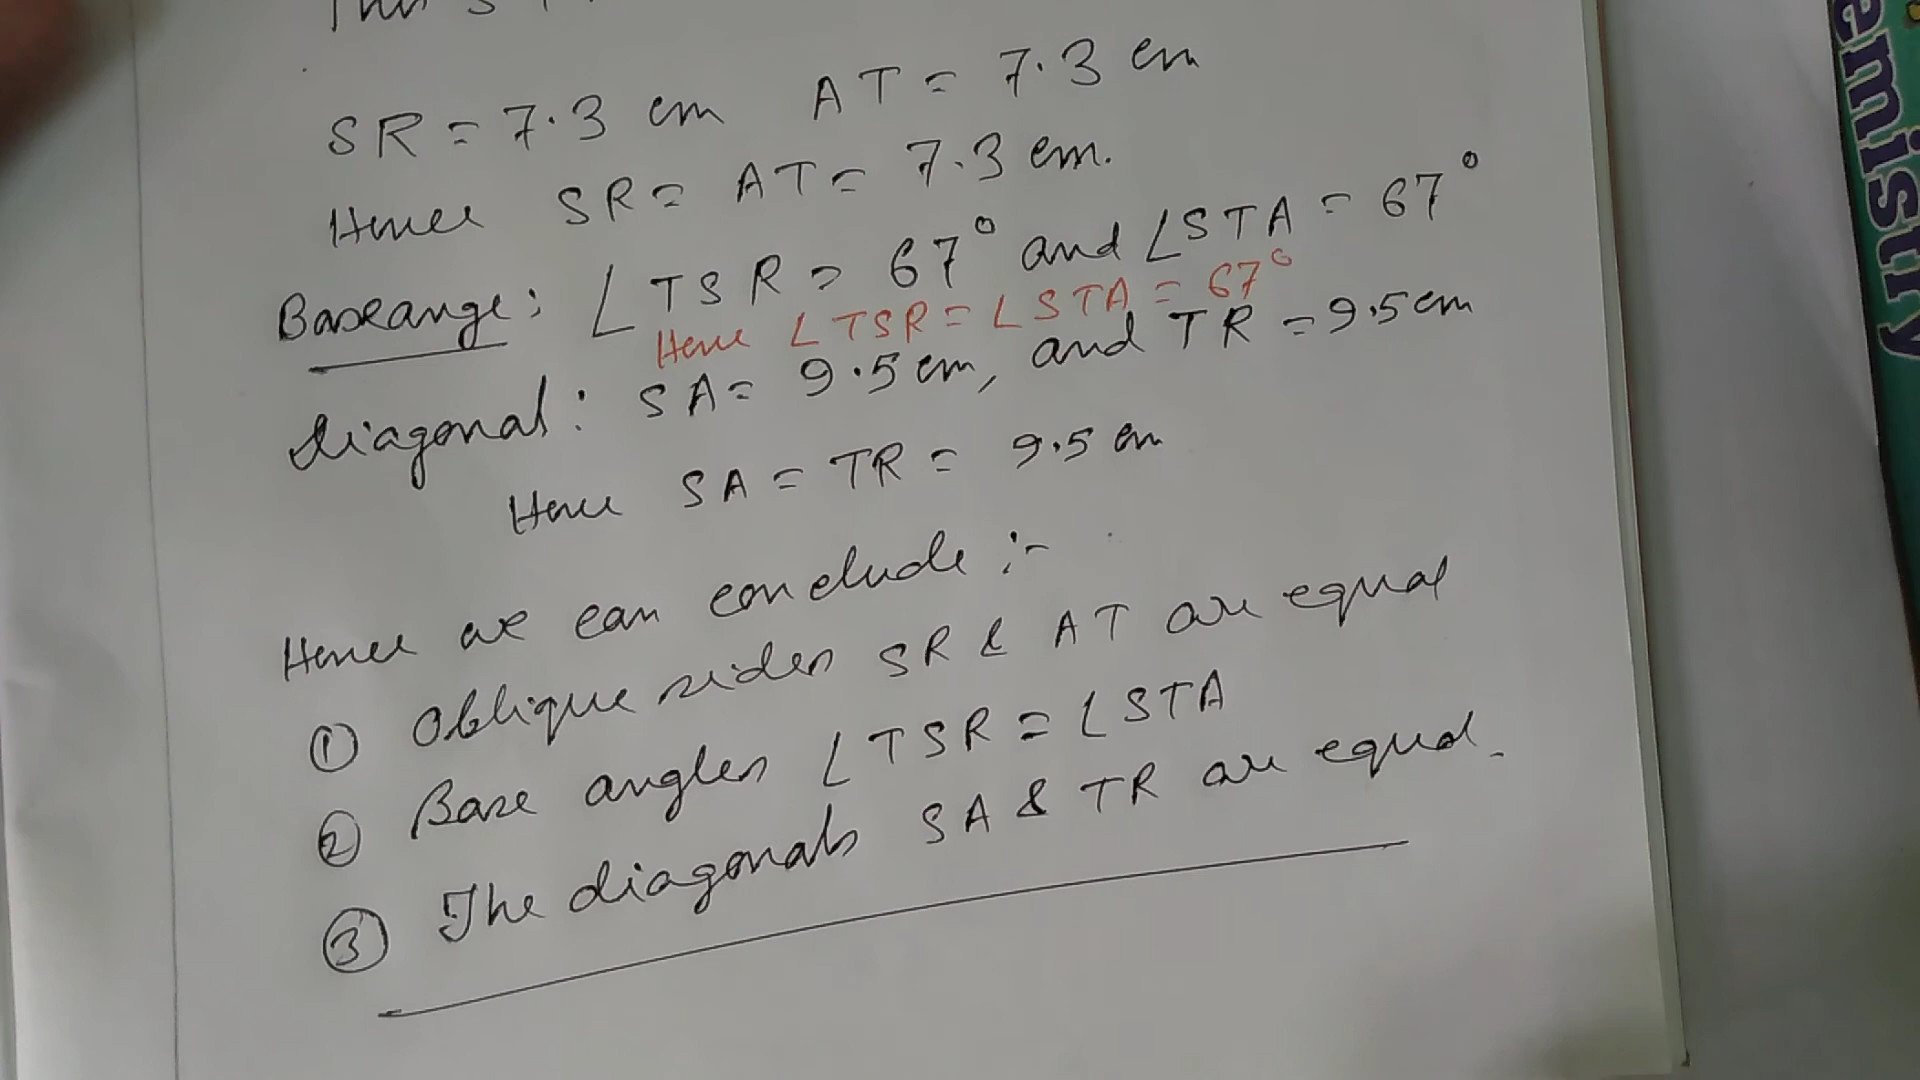 SR = 7.3 cm AT = 7.3 cm
Hence SR = AT = 7.3 cm.
Baseange: ∠TSR = 67° and ∠STA = 67°
Hence ∠TSR = ∠STA = 67°
diagonal: SA = 9.5 cm, and TR = 9.5 cm
Hence SA = TR = 9.5 cm
Hence we can conclude :-
① Oblique sides SR & AT are equal
② Base angles ∠TSR = ∠STA
③ The diagonals SA & TR are equal.
emistry